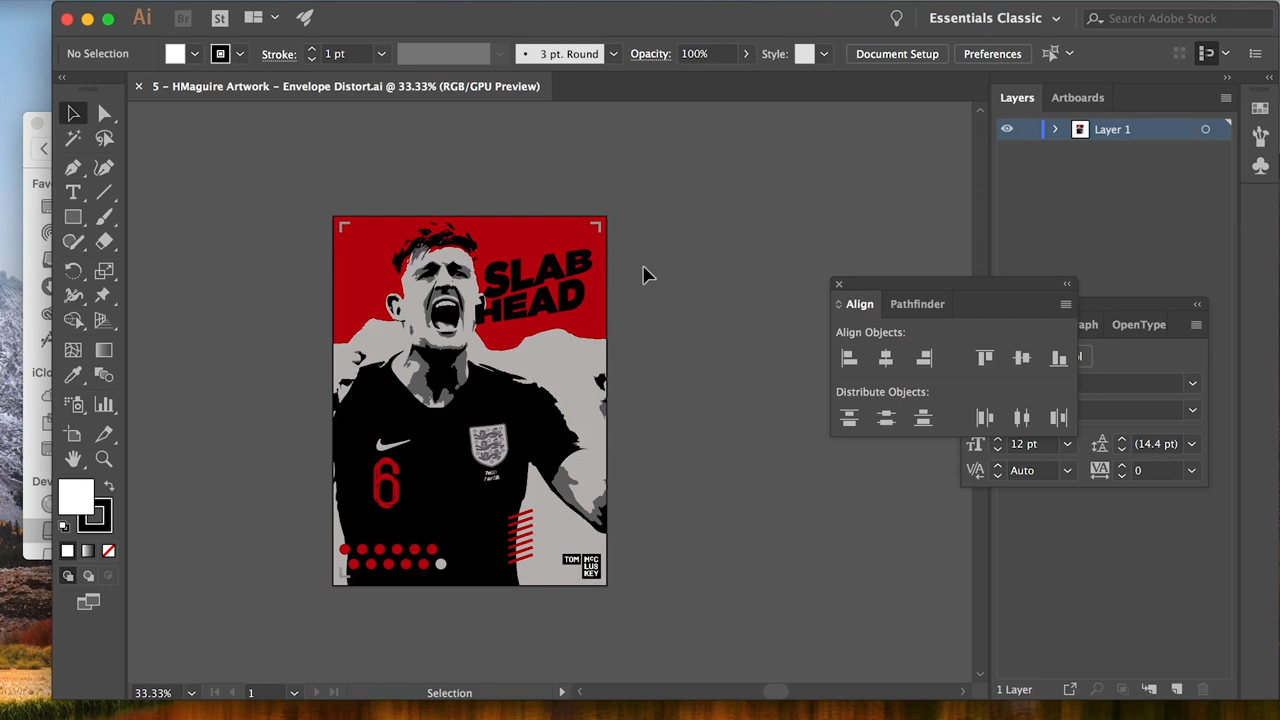 Ai
Br
St
Essentials Classic
Search Adobe Stock
No Selection
Stroke:
1 pt
3 pt. Round
Opacity:
100%
Style:
Document Setup
Preferences
5 - HMaguire Artwork - Envelope Distort.ai @ 33.33% (RGB/GPU Preview)
Layers
Artboards
Layer 1
Favo
iClo
Devi
SLAB
HEAD
6
TOM
McC
LUS
KEY
Align
Pathfinder
Align Objects:
Distribute Objects:
aph
OpenType
12 pt
(14.4 pt)
Auto
0
33.33%
1
Selection
1 Layer